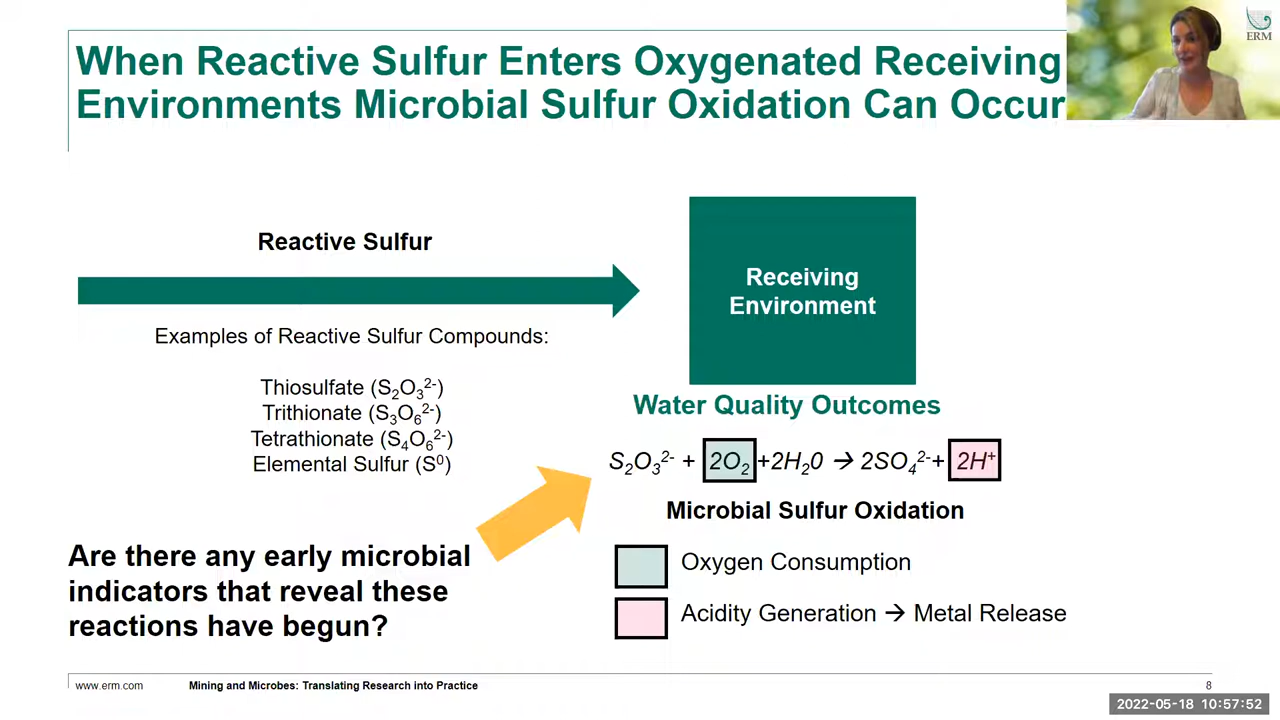 When Reactive Sulfur Enters Oxygenated Receiving
Environments Microbial Sulfur Oxidation Can Occur
ERM
Reactive Sulfur
Examples of Reactive Sulfur Compounds:
Thiosulfate (S₂O₃²⁻)
Trithionate (S₃O₆²⁻)
Tetrathionate (S₄O₆²⁻)
Elemental Sulfur (S⁰)
Are there any early microbial
indicators that reveal these
reactions have begun?
Receiving
Environment
Water Quality Outcomes
S₂O₃²⁻ + 2O₂ +2H₂0 → 2SO₄²⁻+ 2H⁺
Microbial Sulfur Oxidation
Oxygen Consumption
Acidity Generation → Metal Release
www.erm.com Mining and Microbes: Translating Research into Practice 8
2022-05-18 10:57:52